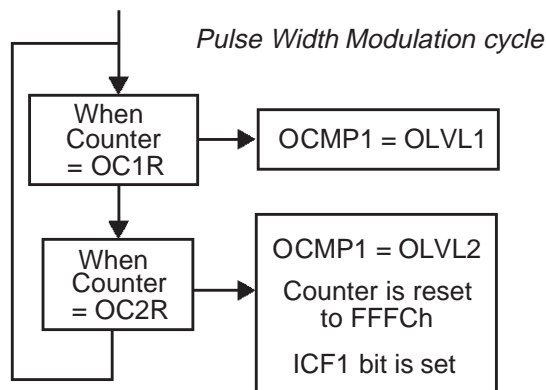 Pulse Width Modulation cycle
When
Counter
= OC1R
OCMP1 = OLVL1
When
Counter
= OC2R
OCMP1 = OLVL2
Counter is reset
to FFFCh
ICF1 bit is set